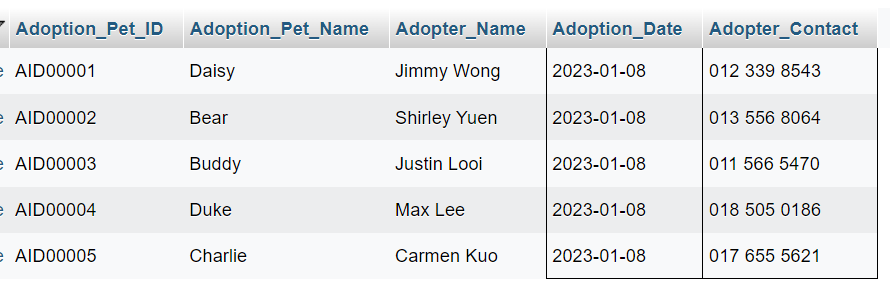 Adoption_Pet_ID Adoption_Pet_Name Adopter_Name Adoption_Date Adopter_Contact
e AID00001 Daisy Jimmy Wong 2023-01-08 012 339 8543
e AID00002 Bear Shirley Yuen 2023-01-08 013 556 8064
e AID00003 Buddy Justin Looi 2023-01-08 011 566 5470
e AID00004 Duke Max Lee 2023-01-08 018 505 0186
e AID00005 Charlie Carmen Kuo 2023-01-08 017 655 5621